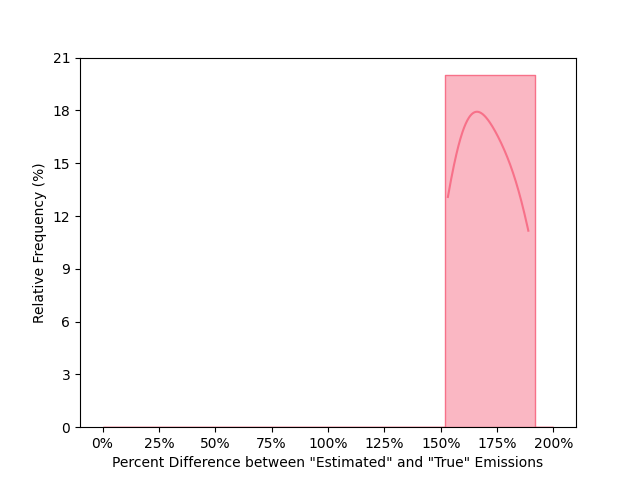 21
18
15
12
9
6
3
0
Relative Frequency (%)
0% 25% 50% 75% 100% 125% 150% 175% 200%
Percent Difference between "Estimated" and "True" Emissions